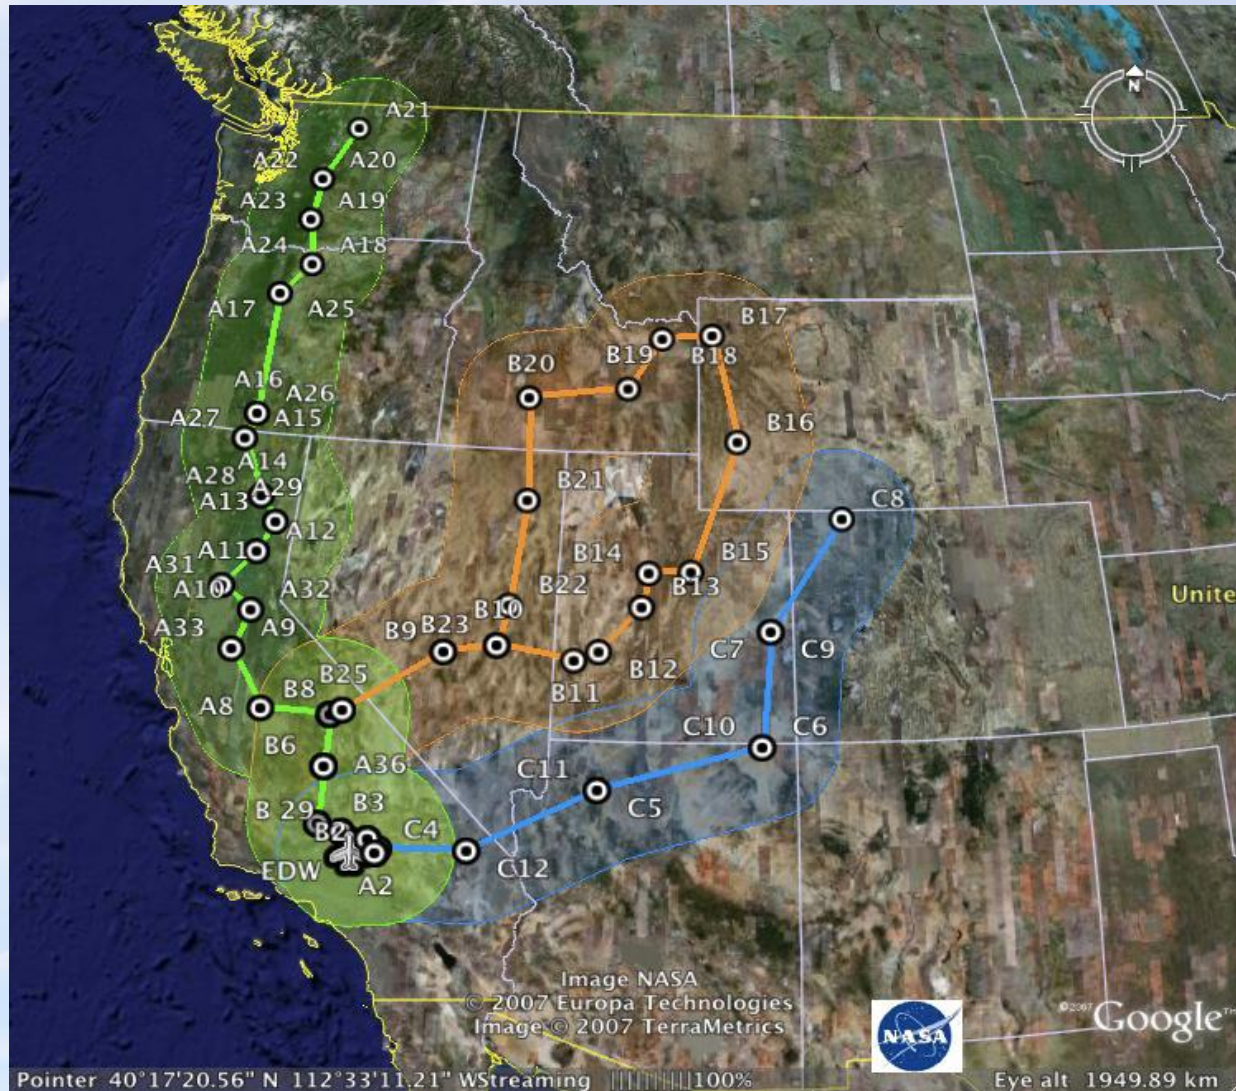 A21
N
A22
A20
A23
A19
A24
A18
A17
A25
B17
B19
B18
B20
A16
A26
A27
A15
B16
A14
A28
A29
A13
B21
C8
A12
A11
A31
A10
A32
B14
B15
B13
B22
B10
A9
A33
B9
B23
C7
C9
B12
B11
B25
A8
B8
B6
C10
C6
A36
C11
C5
B 29
B3
B2
C4
C12
EDW
A2
Unite
Image NASA
© 2007 Europa Technologies
Image © 2007 TerraMetrics
NASA
©2007 Google™
Pointer 40°17'20.56" N 112°33'11.21" W Streaming ||||||||| 100% Eye alt 1949.89 km